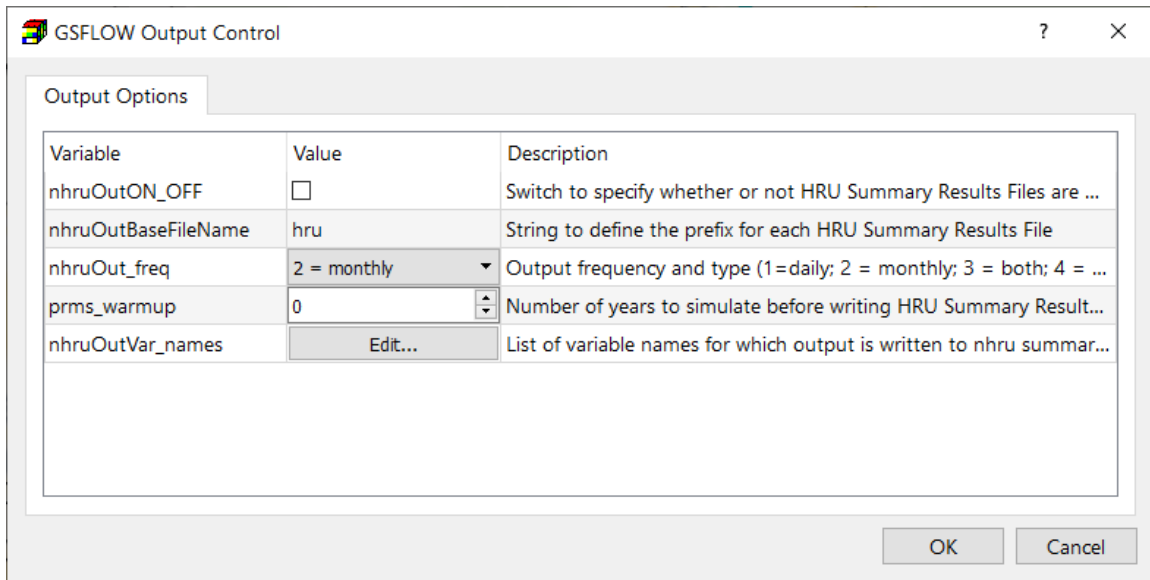 GSFLOW Output Control ?
Output Options
Variable Value Description
nhruOutON_OFF Switch to specify whether or not HRU Summary Results Files are ...
nhruOutBaseFileName hru String to define the prefix for each HRU Summary Results File
nhruOut_freq 2 = monthly Output frequency and type (1=daily; 2 = monthly; 3 = both; 4 = ...
prms_warmup 0 Number of years to simulate before writing HRU Summary Result...
nhruOutVar_names Edit... List of variable names for which output is written to nhru summar...
OK Cancel